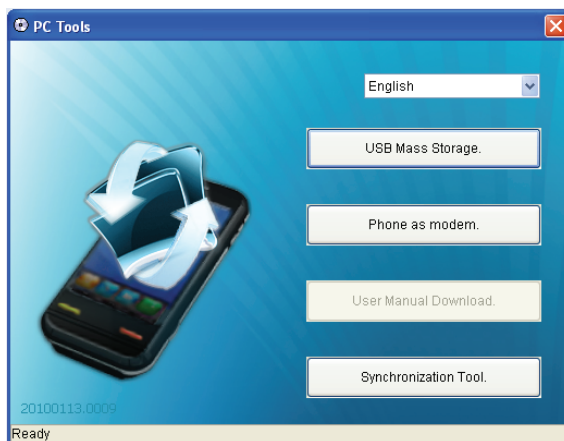 PC Tools
English
USB Mass Storage.
Phone as modem.
User Manual Download.
Synchronization Tool.
20100113.0009
Ready